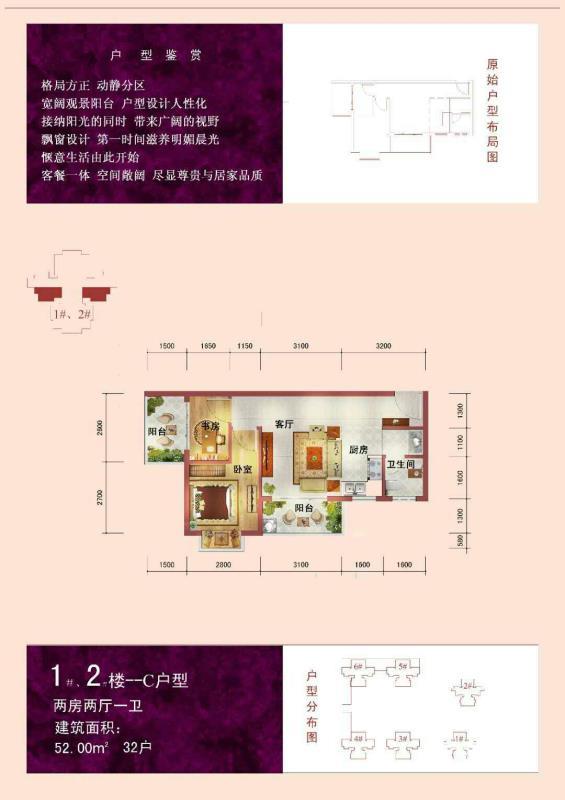 户 型 鉴 赏
格局方正 动静分区
宽阔观景阳台 户型设计人性化
接纳阳光的同时 带来广阔的视野
飘窗设计 第一时间滋养明媚晨光
惬意生活由此开始
客餐一体 空间敞阔 尽显尊贵与居家品质
原始户型布局图
1#、2#
1500 1650 1150 3100 3200
2600
2700
阳台
书房
客厅
厨房
卧室
卫生间
阳台
1300
1100
1600
1300
580
1500 2800 3100 1600 1600
1#、2#楼--C户型
两房两厅一卫
建筑面积:
52.00m² 32户
户型分布图
6# 5#
2#
4# 3# 1#